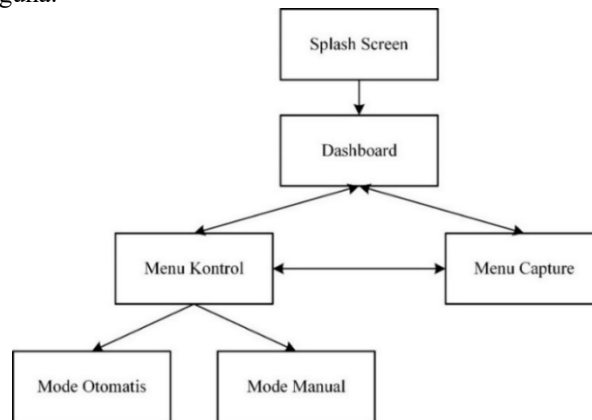 Splash Screen
Dashboard
Menu Kontrol
Menu Capture
Mode Otomatis
Mode Manual